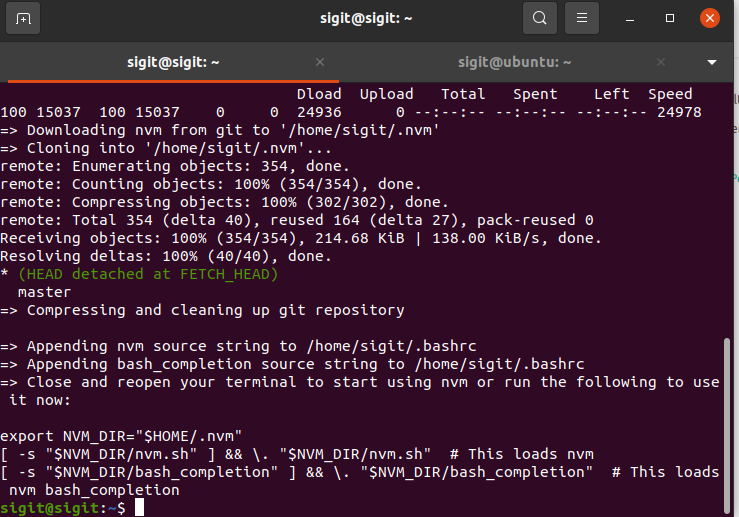 sigit@sigit: ~
sigit@sigit: ~
sigit@ubuntu: ~
Dload  Upload   Total   Spent    Left  Speed
100 15037  100 15037    0     0  24936      0 --:--:-- --:--:-- --:--:-- 24978
=> Downloading nvm from git to '/home/sigit/.nvm'
=> Cloning into '/home/sigit/.nvm'...
remote: Enumerating objects: 354, done.
remote: Counting objects: 100% (354/354), done.
remote: Compressing objects: 100% (302/302), done.
remote: Total 354 (delta 40), reused 164 (delta 27), pack-reused 0
Receiving objects: 100% (354/354), 214.68 KiB | 138.00 KiB/s, done.
Resolving deltas: 100% (40/40), done.
* (HEAD detached at FETCH_HEAD)
  master
=> Compressing and cleaning up git repository
=> Appending nvm source string to /home/sigit/.bashrc
=> Appending bash_completion source string to /home/sigit/.bashrc
=> Close and reopen your terminal to start using nvm or run the following to use
 it now:
export NVM_DIR="$HOME/.nvm"
[ -s "$NVM_DIR/nvm.sh" ] && \. "$NVM_DIR/nvm.sh"  # This loads nvm
[ -s "$NVM_DIR/bash_completion" ] && \. "$NVM_DIR/bash_completion"  # This loads
 nvm bash_completion
sigit@sigit:~$